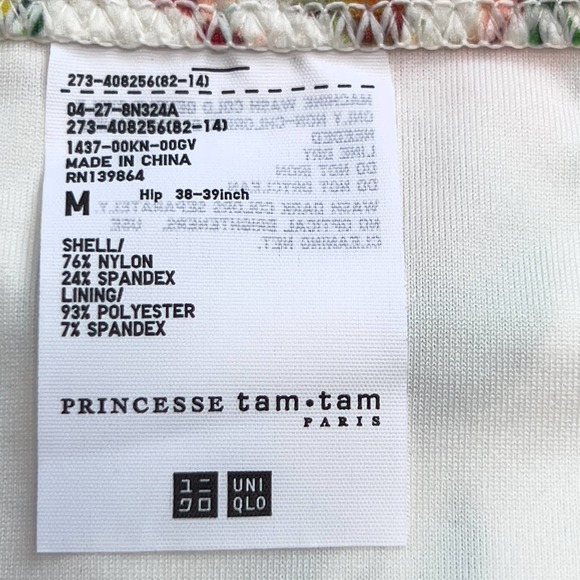 273-408256(82-14)
04-27-8N324A
273-408256(82-14)
1437-00KN-00GV
MADE IN CHINA
RN139864
M Hip 38-39inch
SHELL/
76% NYLON
24% SPANDEX
LINING/
93% POLYESTER
7% SPANDEX
PRINCESSE tam•tam
PARIS
ユニ
クロ
UNI
QLO